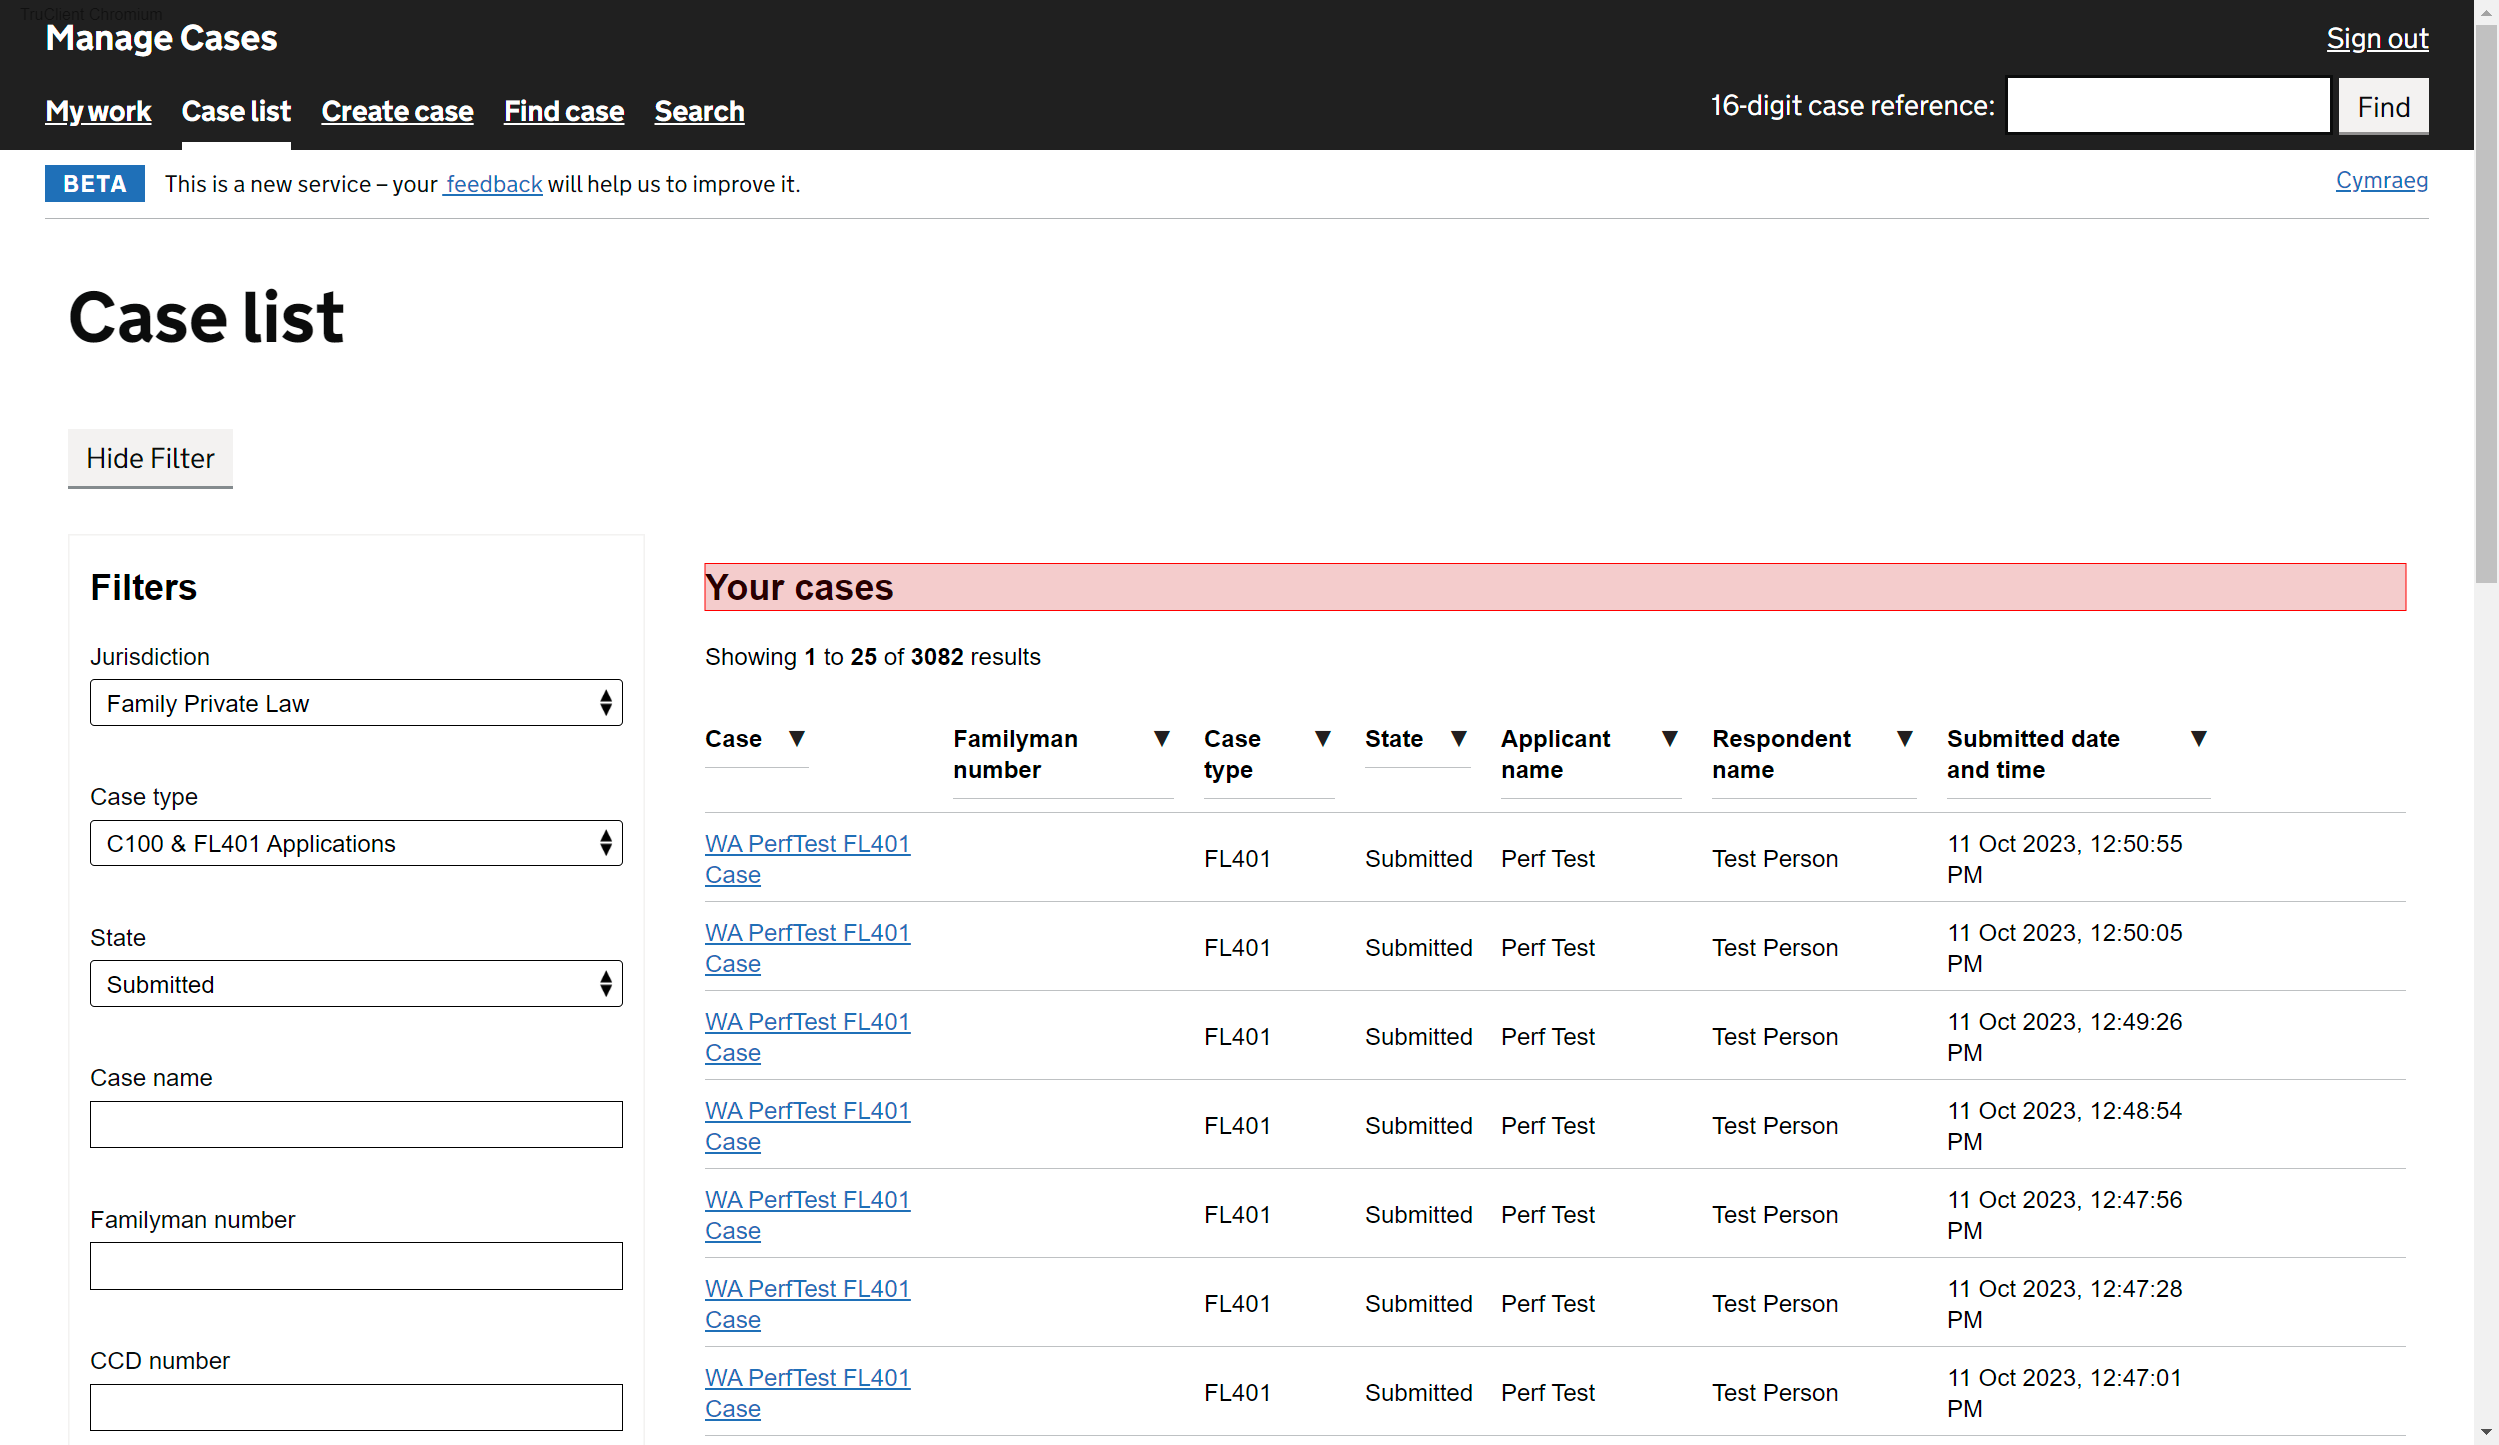 TruClient Chromium
Manage Cases
Sign out
My work Case list Create case Find case Search
16-digit case reference: Find
BETA This is a new service – your feedback will help us to improve it.
Cymraeg
Case list
Hide Filter
Filters
Jurisdiction
Family Private Law
Case type
C100 & FL401 Applications
State
Submitted
Case name
Familyman number
CCD number
Your cases
Showing 1 to 25 of 3082 results
Case ▼ Familyman number ▼ Case type ▼ State ▼ Applicant name ▼ Respondent name ▼ Submitted date and time ▼
WA PerfTest FL401 Case FL401 Submitted Perf Test Test Person 11 Oct 2023, 12:50:55 PM
WA PerfTest FL401 Case FL401 Submitted Perf Test Test Person 11 Oct 2023, 12:50:05 PM
WA PerfTest FL401 Case FL401 Submitted Perf Test Test Person 11 Oct 2023, 12:49:26 PM
WA PerfTest FL401 Case FL401 Submitted Perf Test Test Person 11 Oct 2023, 12:48:54 PM
WA PerfTest FL401 Case FL401 Submitted Perf Test Test Person 11 Oct 2023, 12:47:56 PM
WA PerfTest FL401 Case FL401 Submitted Perf Test Test Person 11 Oct 2023, 12:47:28 PM
WA PerfTest FL401 Case FL401 Submitted Perf Test Test Person 11 Oct 2023, 12:47:01 PM